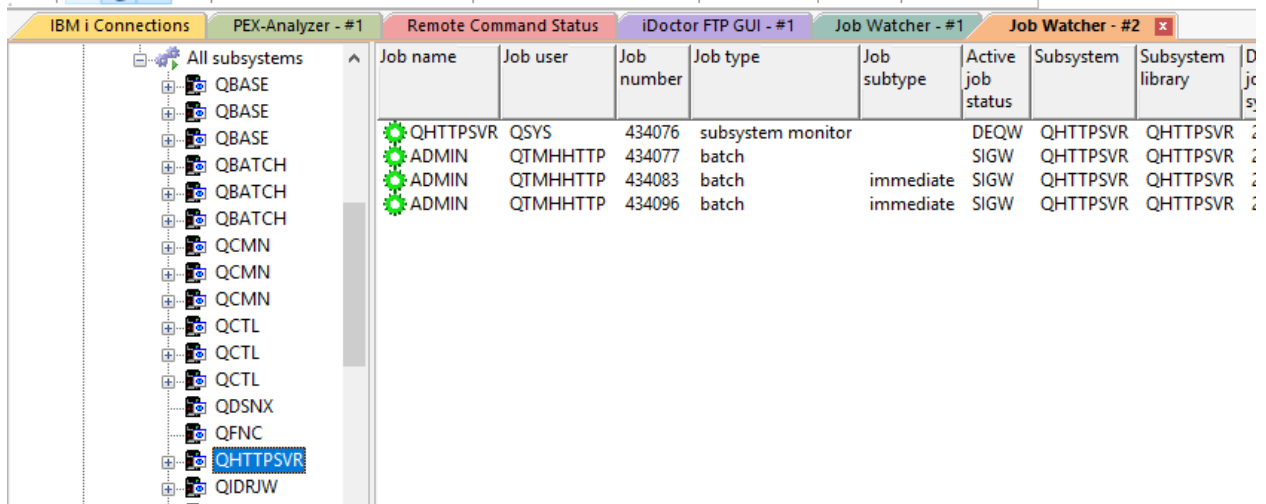 IBM i Connections PEX-Analyzer - #1 Remote Command Status iDoctor FTP GUI - #1 Job Watcher - #1 Job Watcher - #2
All subsystems
QBASE
QBASE
QBASE
QBATCH
QBATCH
QBATCH
QCMN
QCMN
QCMN
QCTL
QCTL
QCTL
QDSNX
QFNC
QHTTPSVR
QIDRJW
Job name Job user Job number Job type Job subtype Active job status Subsystem Subsystem library
QHTTPSVR QSYS 434076 subsystem monitor DEQW QHTTPSVR QHTTPSVR
ADMIN QTMHHTTP 434077 batch SIGW QHTTPSVR QHTTPSVR
ADMIN QTMHHTTP 434083 batch immediate SIGW QHTTPSVR QHTTPSVR
ADMIN QTMHHTTP 434096 batch immediate SIGW QHTTPSVR QHTTPSVR